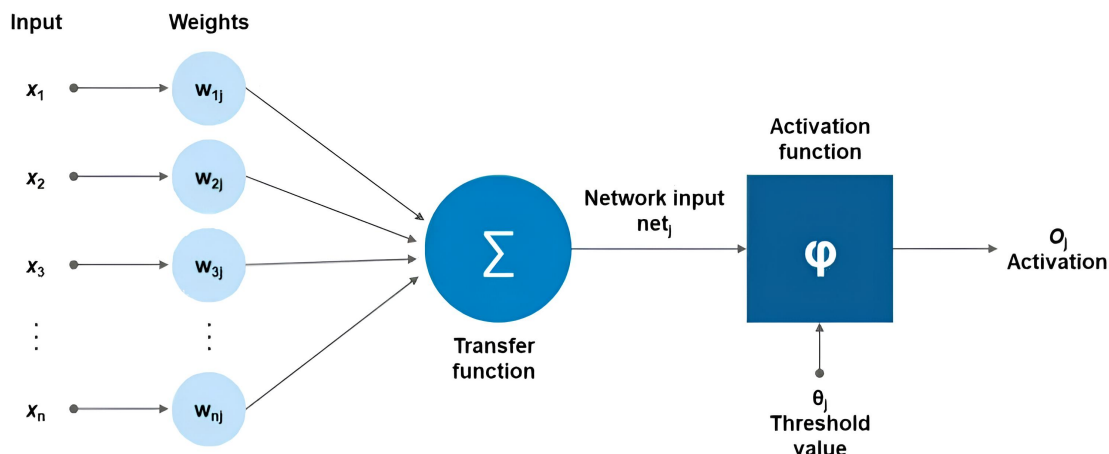 Input
Weights
x1
w1j
x2
w2j
x3
w3j
⋮
⋮
xn
wnj
∑
Transfer
function
Network input
netj
Activation
function
φ
θj
Threshold
value
Oj
Activation